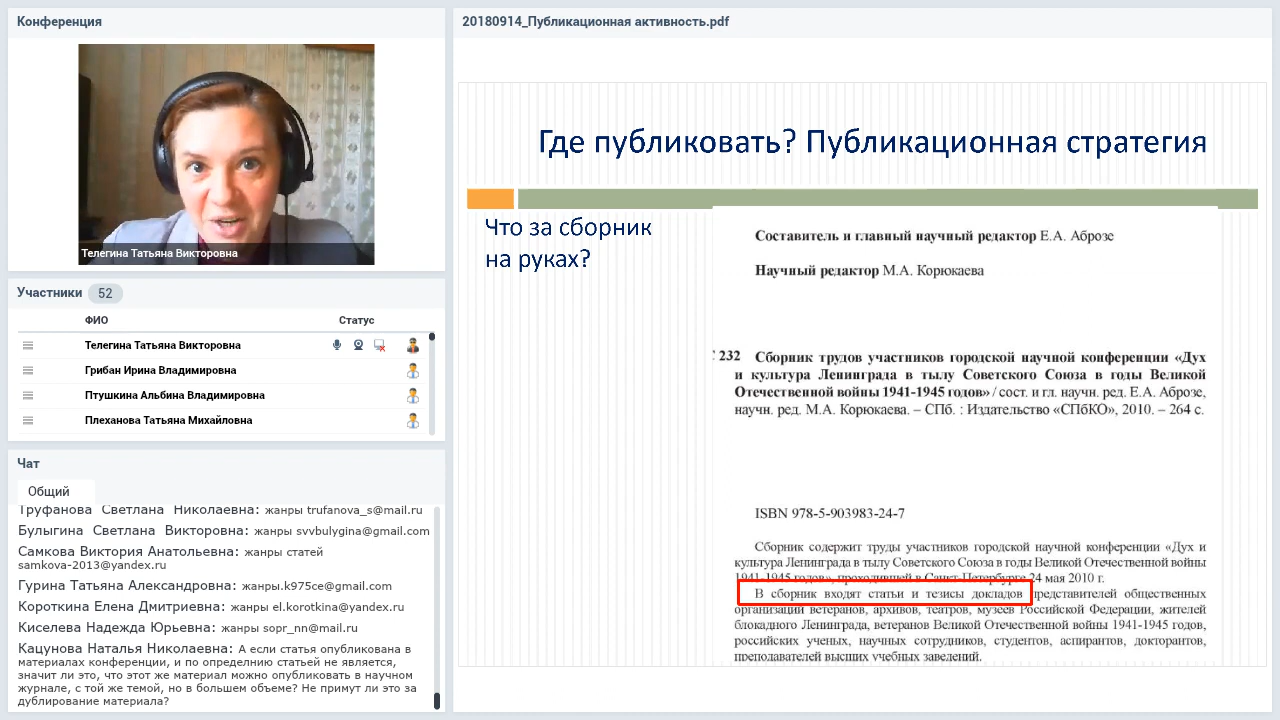 Конференция
Телегина Татьяна Викторовна
Участники 52
ФИО Статус
Телегина Татьяна Викторовна
Грибан Ирина Владимировна
Птушкина Альбина Владимировна
Плеханова Татьяна Михайловна
Чат
Общий
Труфанова Светлана Николаевна: жанры trufanova_s@mail.ru
Булыгина Светлана Викторовна: жанры svvbulygina@gmail.com
Самкова Виктория Анатольевна: жанры статей
samkova-2013@yandex.ru
Гурина Татьяна Александровна: жанры.k975ce@gmail.com
Короткина Елена Дмитриевна: жанры el.korotkina@yandex.ru
Киселева Надежда Юрьевна: жанры sopr_nn@mail.ru
Кацунова Наталья Николаевна: А если статья опубликована в
материалах конференции, и по определнию статьей не является,
значит ли это, что этот же материал можно опубликовать в научном
журнале, с той же темой, но в большем объеме? Не примут ли это за
дублирование материала?
20180914_Публикационная активность.pdf
Где публиковать? Публикационная стратегия
Что за сборник
на руках?
Составитель и главный научный редактор Е.А. Аброзе
Научный редактор М.А. Корюкаева
232 Сборник трудов участников городской научной конференции «Дух
и культура Ленинграда в тылу Советского Союза в годы Великой
Отечественной войны 1941-1945 годов» / сост. и гл. научн. ред. Е.А. Аброзе,
научн. ред. М.А. Корюкаева. – СПб. : Издательство «СПбКО», 2010. – 264 с.
ISBN 978-5-903983-24-7
Сборник содержит труды участников городской научной конференции «Дух и
культура Ленинграда в тылу Советского Союза в годы Великой Отечественной войны
1941-1945 годов», проходившей в Санкт-Петербурге 24 мая 2010 г.
В сборник входят статьи и тезисы докладов представителей общественных
организаций ветеранов, архивов, театров, музеев Российской Федерации, жителей
блокадного Ленинграда, ветеранов Великой Отечественной войны 1941-1945 годов,
российских ученых, научных сотрудников, студентов, аспирантов, докторантов,
преподавателей высших учебных заведений.